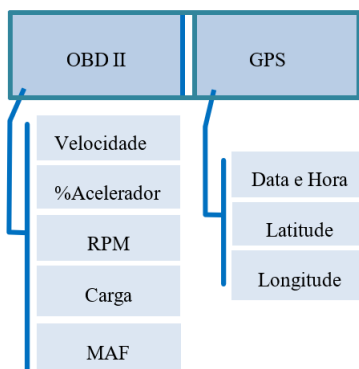 OBD II
GPS
Velocidade
%Acelerador
RPM
Carga
MAF
Data e Hora
Latitude
Longitude